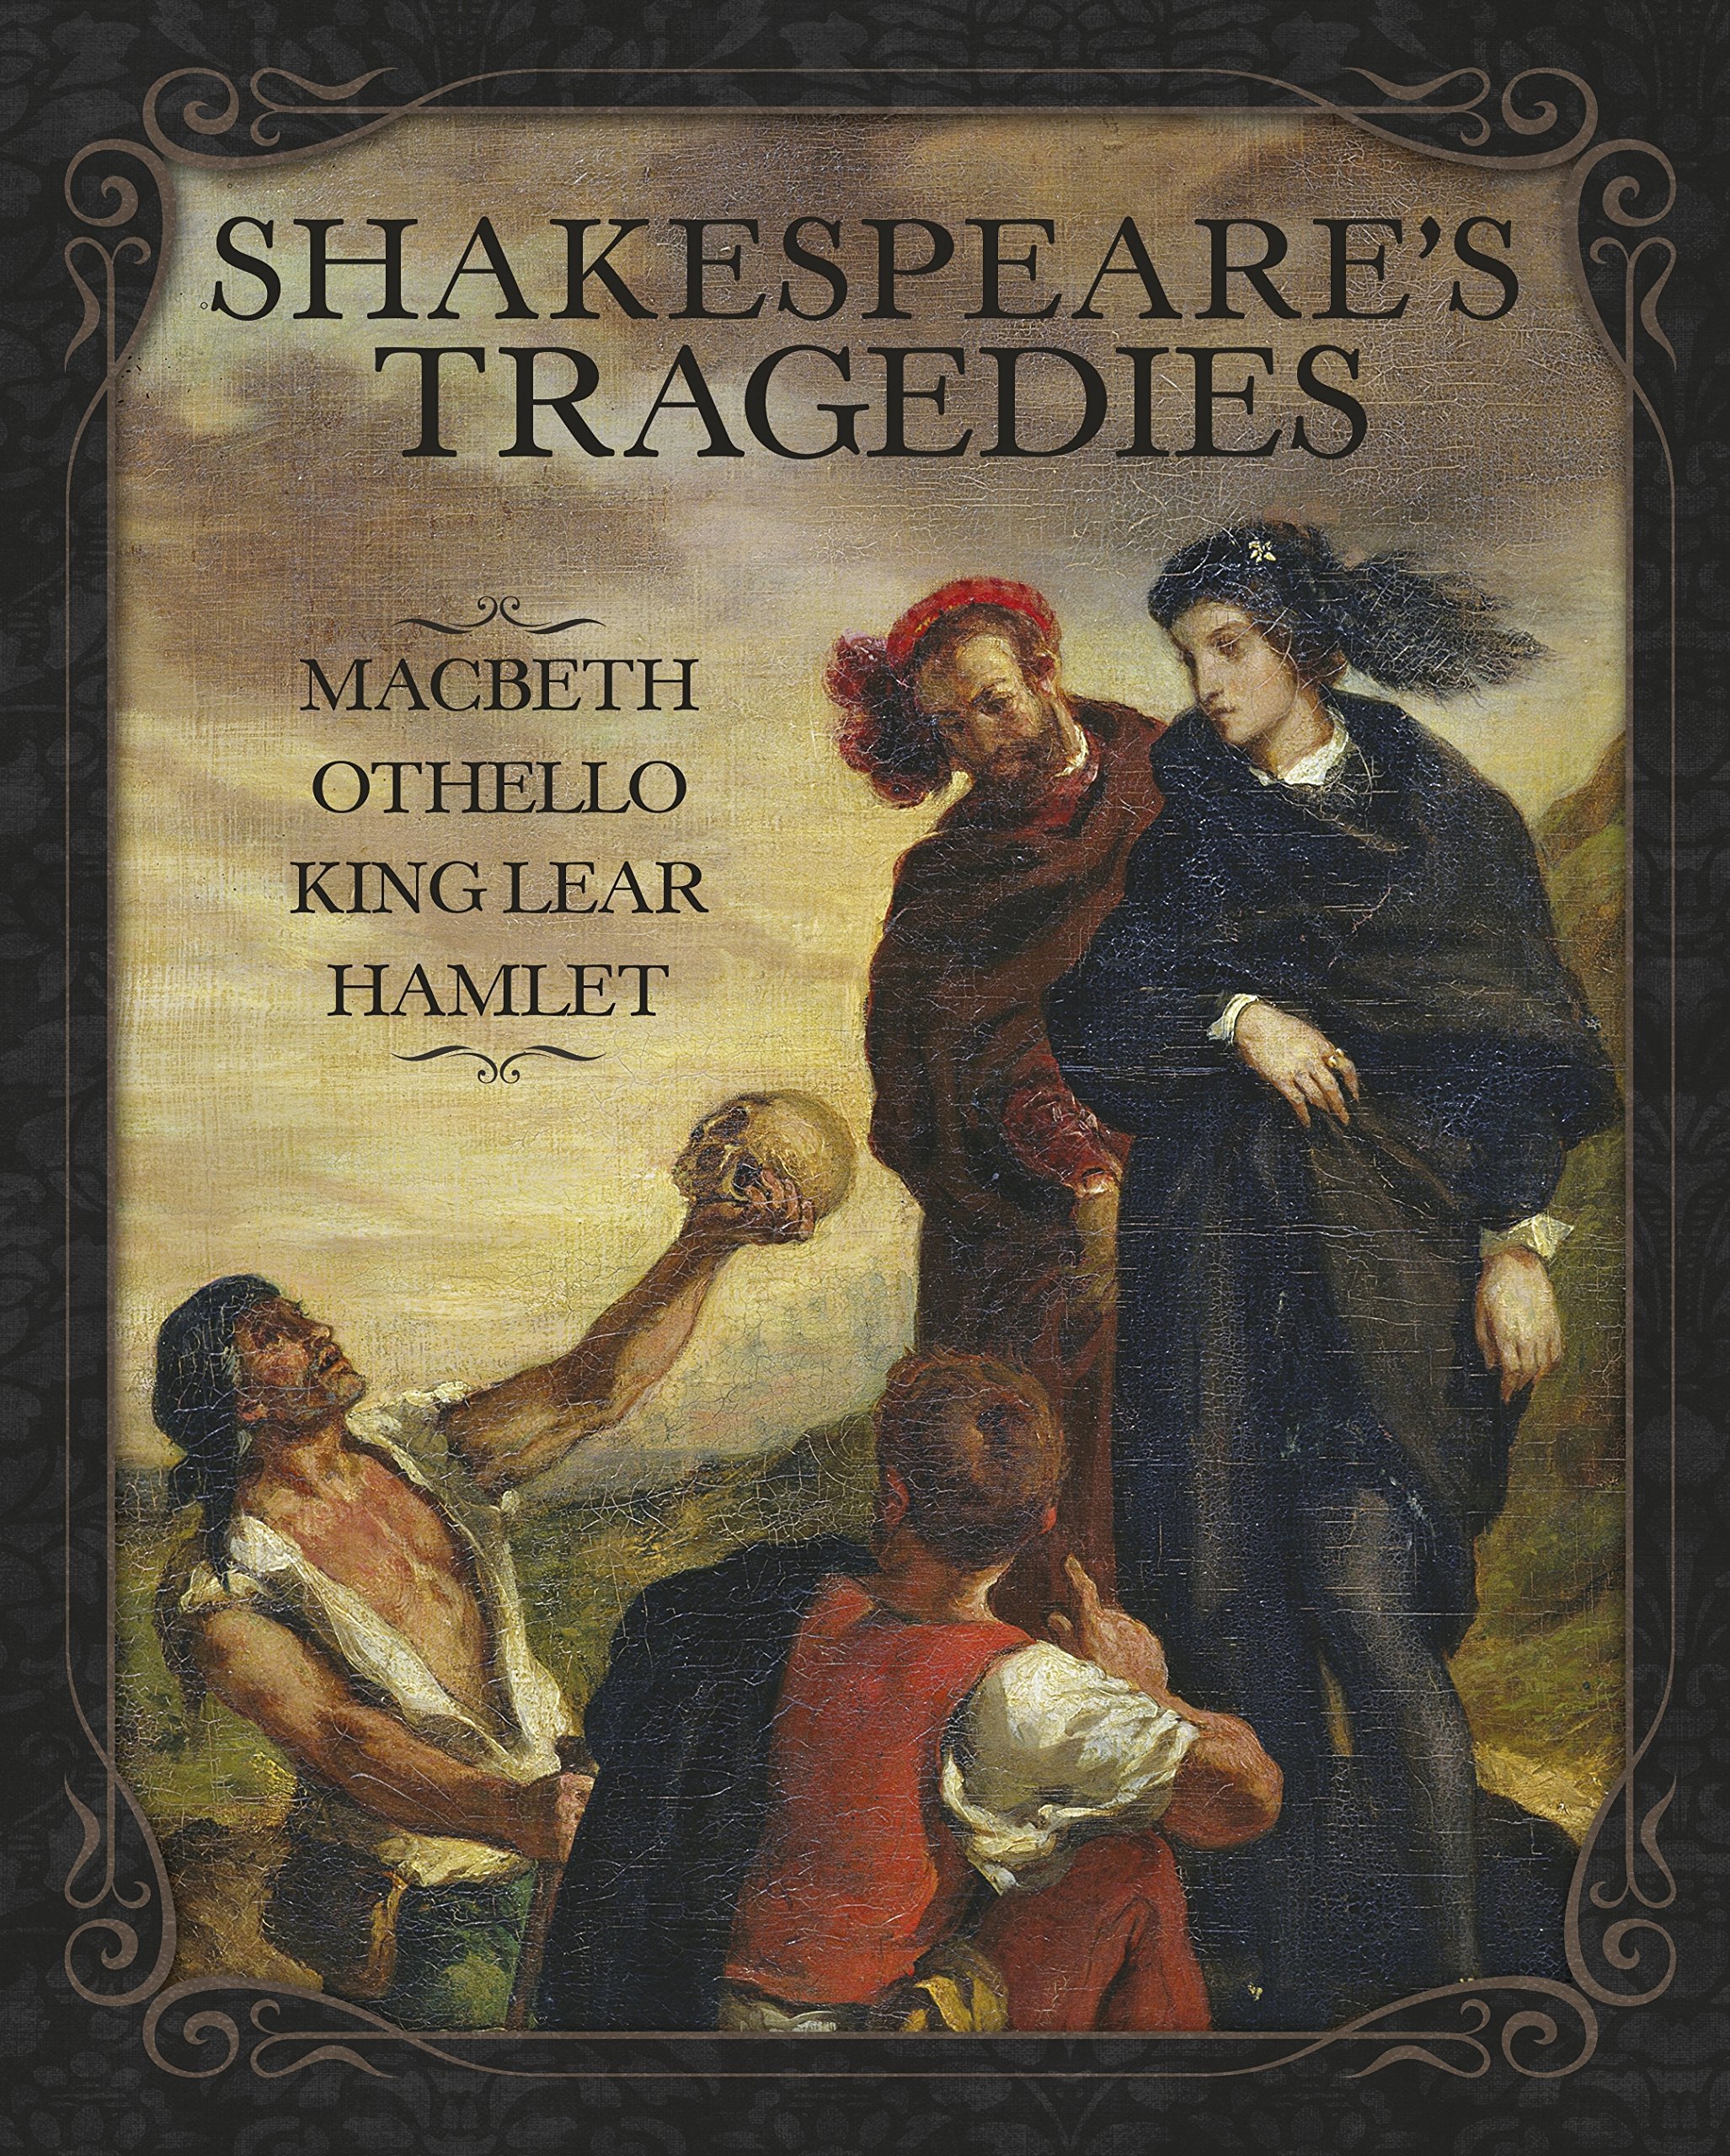 SHAKESPEARE'S
TRAGEDIES
MACBETH
OTHELLO
KING LEAR
HAMLET